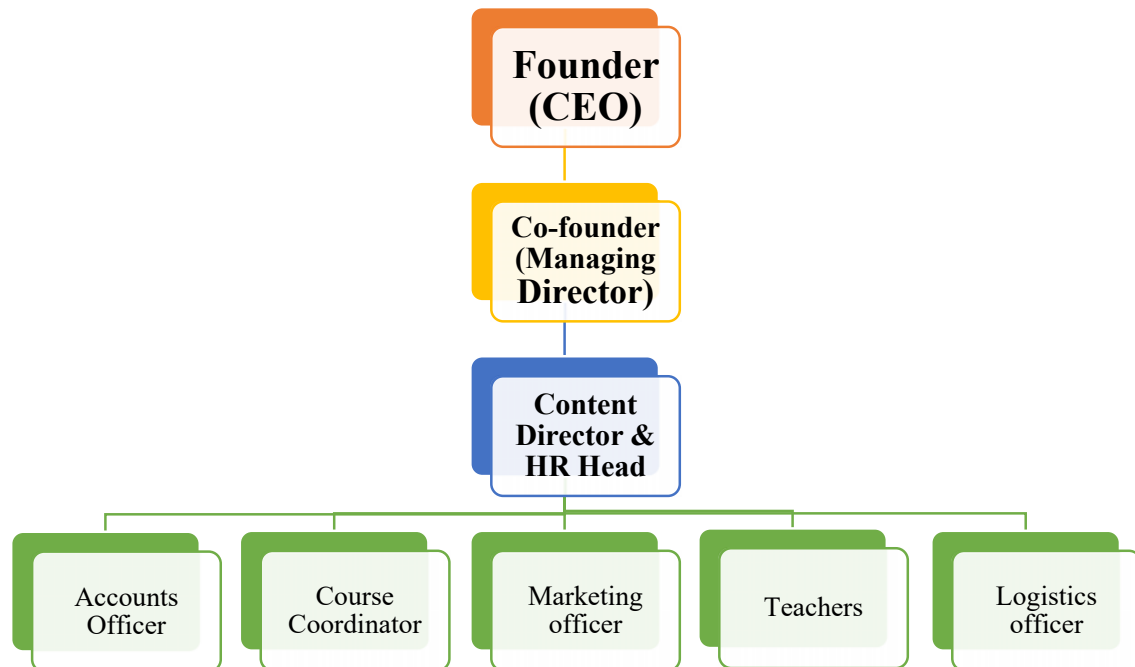 Founder
(CEO)
Co-founder
(Managing
Director)
Content
Director &
HR Head
Accounts
Officer
Course
Coordinator
Marketing
officer
Teachers
Logistics
officer